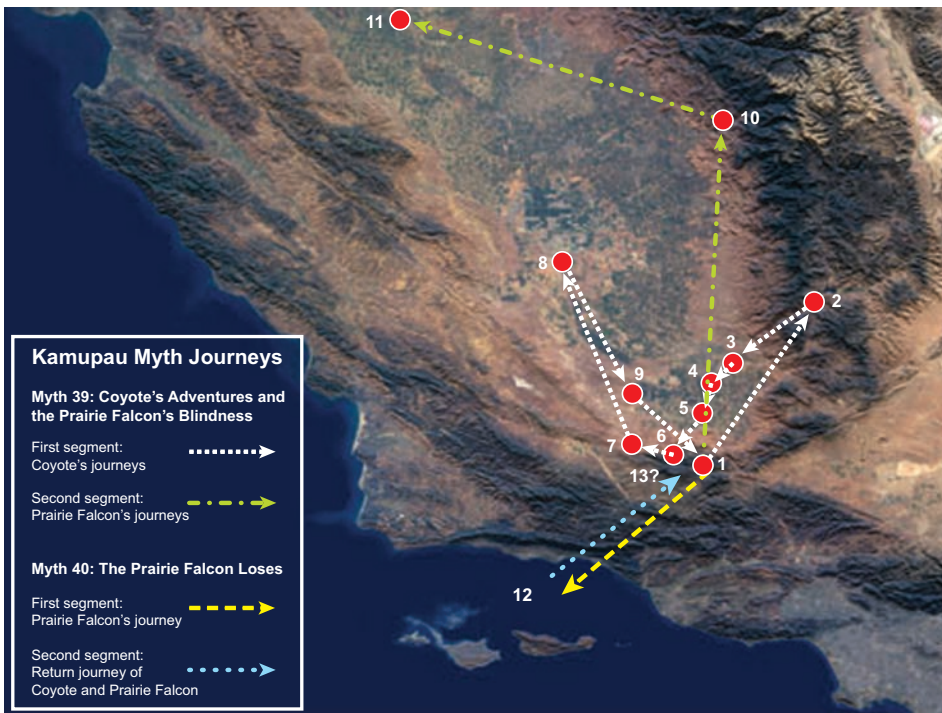 11
10
8
2
3
4
9
5
6
7
1
13?
12
Kamupau Myth Journeys
Myth 39: Coyote's Adventures and
the Prairie Falcon's Blindness
First segment:
Coyote's journeys
Second segment:
Prairie Falcon's journeys
Myth 40: The Prairie Falcon Loses
First segment:
Prairie Falcon's journey
Second segment:
Return journey of
Coyote and Prairie Falcon